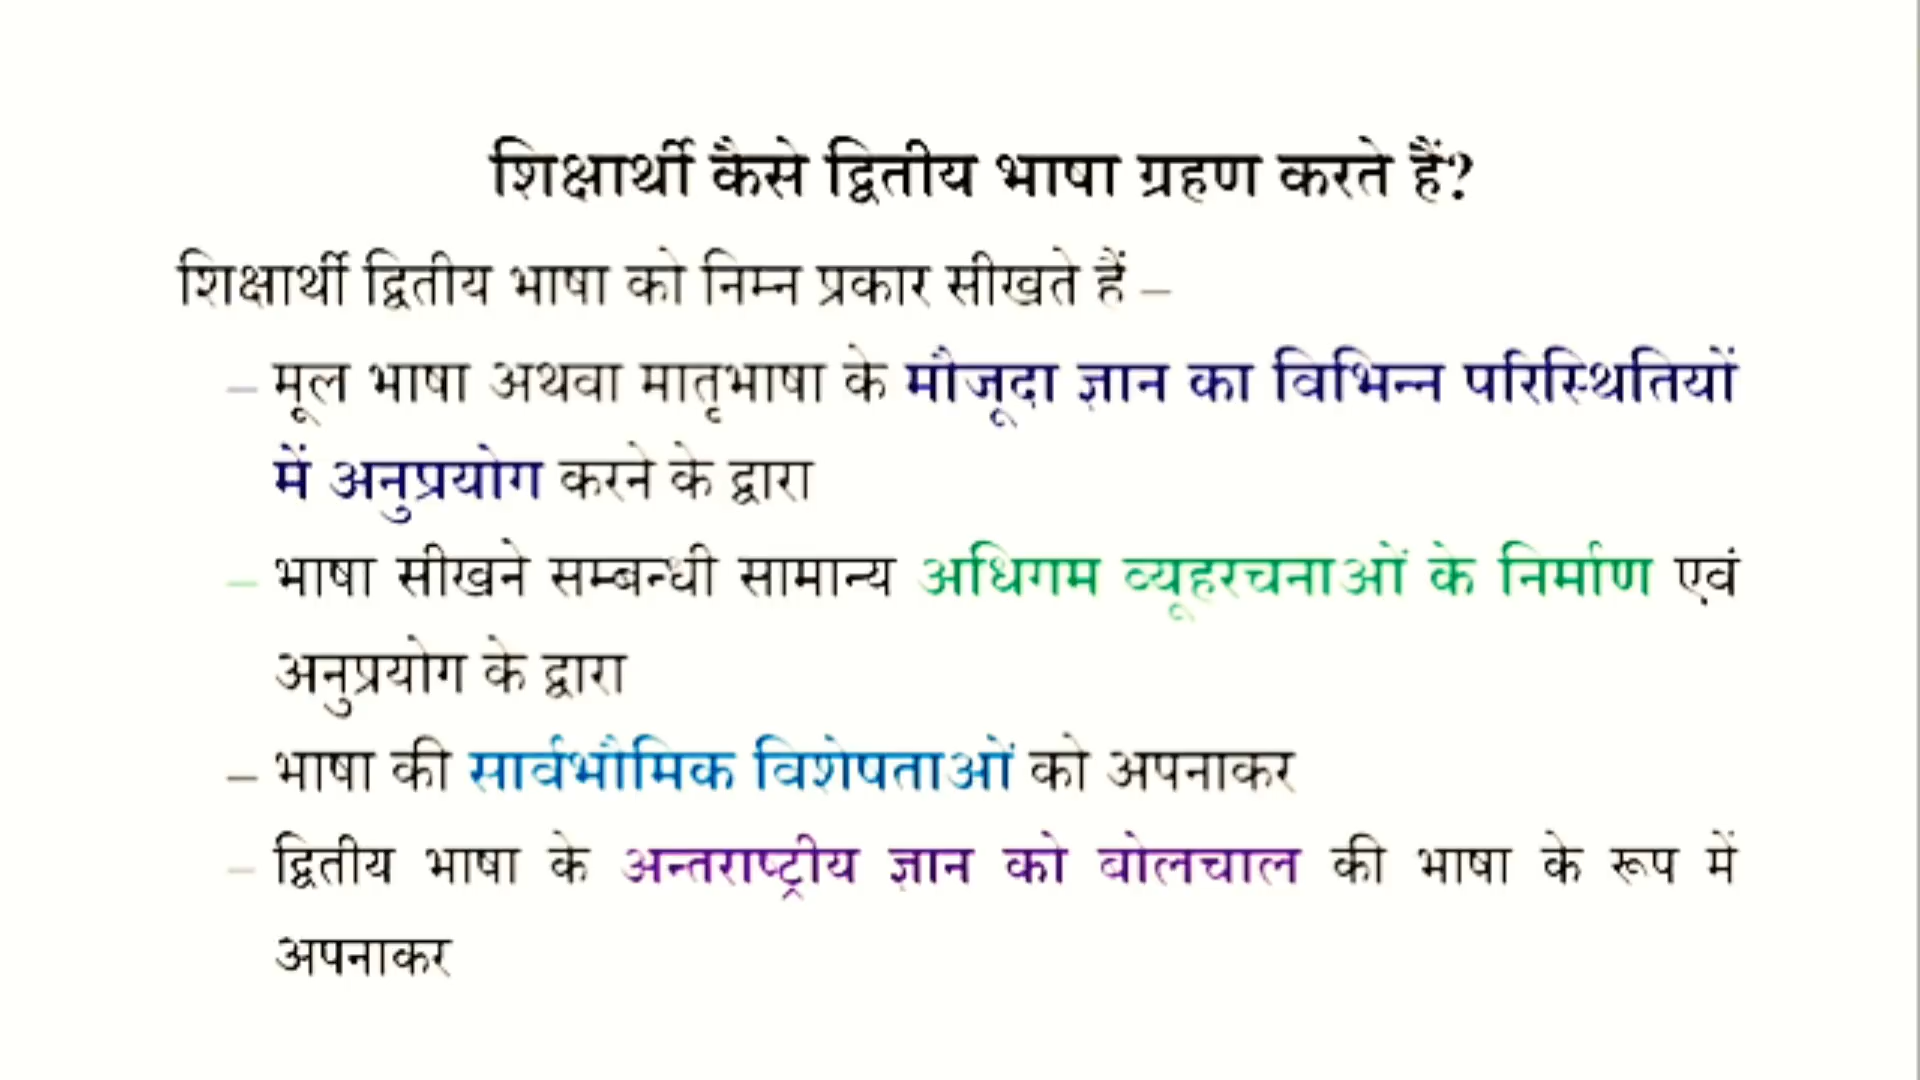 शिक्षार्थी कैसे द्वितीय भाषा ग्रहण करते हैं?
शिक्षार्थी द्वितीय भाषा को निम्न प्रकार सीखते हैं –
– मूल भाषा अथवा मातृभाषा के मौजूदा ज्ञान का विभिन्न परिस्थितियों
में अनुप्रयोग करने के द्वारा
– भाषा सीखने सम्बन्धी सामान्य अधिगम व्यूहरचनाओं के निर्माण एवं
अनुप्रयोग के द्वारा
– भाषा की सार्वभौमिक विशेषताओं को अपनाकर
– द्वितीय भाषा के अन्तराष्ट्रीय ज्ञान को बोलचाल की भाषा के रूप में
अपनाकर